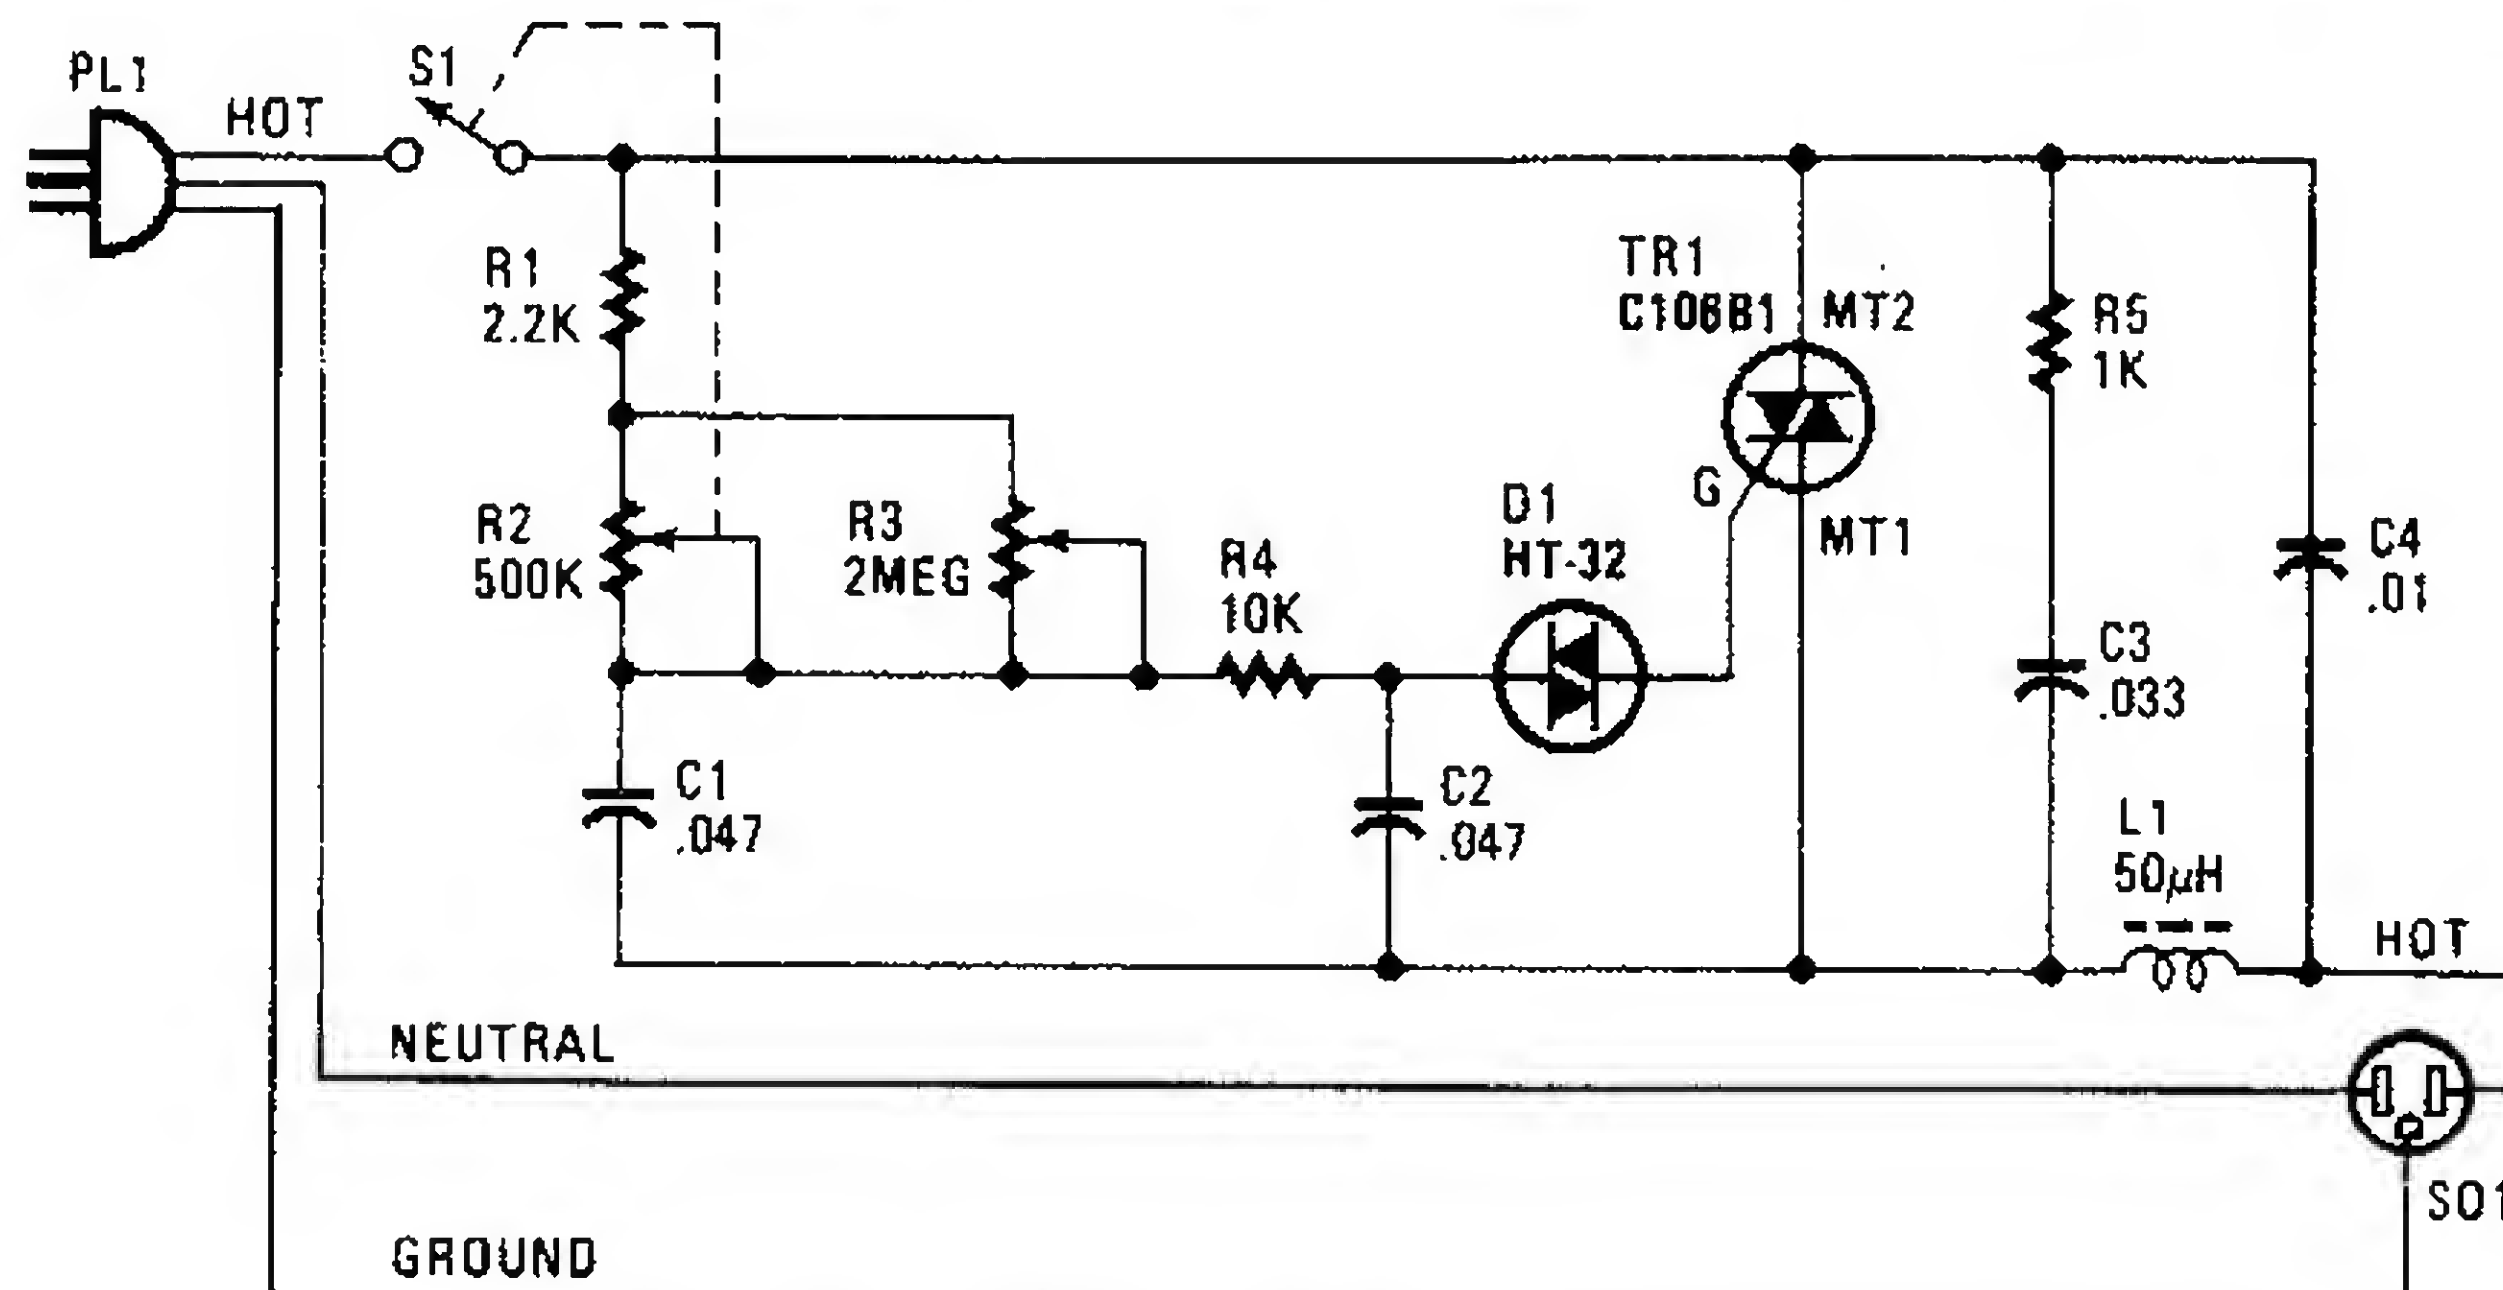 PL1
HOT
S1
R1
2.2K
TR1
C106B1
MT2
R5
1K
R2
500K
R3
2MEG
R4
10K
D1
HT-32
G
MT1
C4
.01
C3
.033
C1
.047
C2
.047
L1
50µH
HOT
NEUTRAL
SO1
GROUND